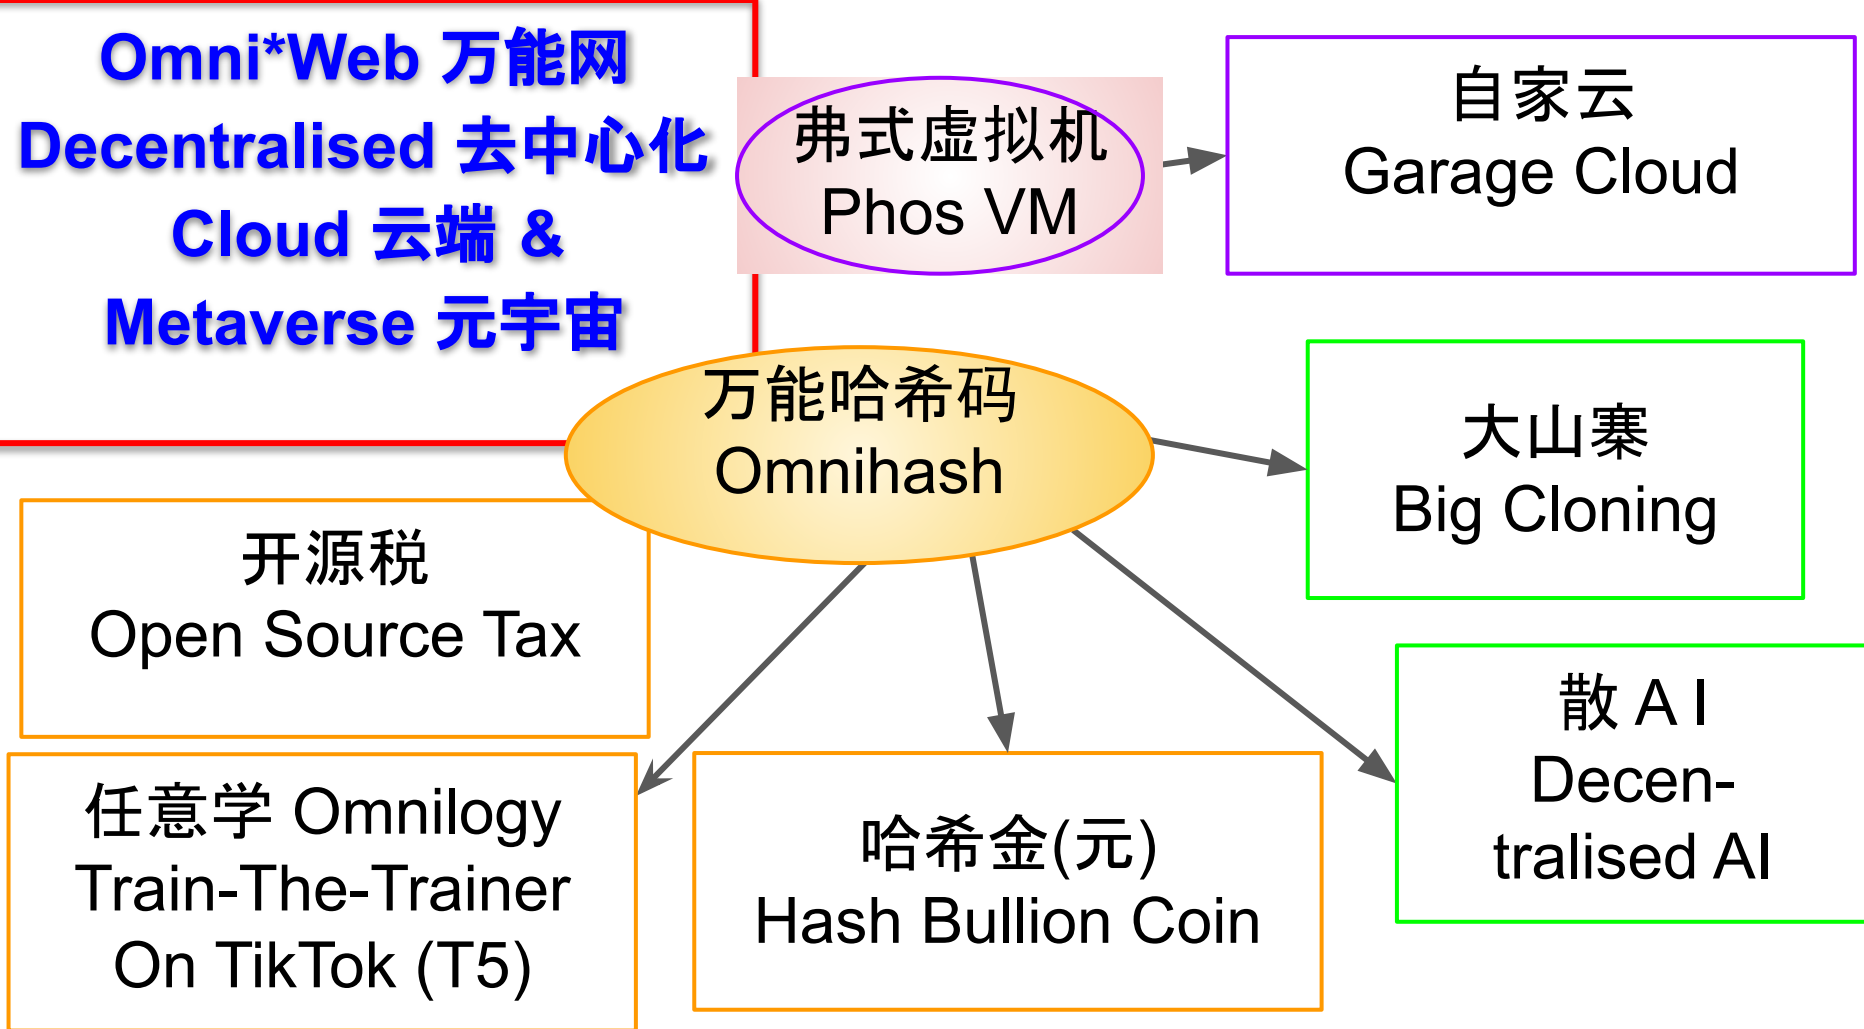 Omni*Web 万能网
Decentralised 去中心化
Cloud 云端 &
Metaverse 元宇宙
弗式虚拟机
Phos VM
自家云
Garage Cloud
万能哈希码
Omnihash
大山寨
Big Cloning
开源税
Open Source Tax
散 A I
Decen-
tralised AI
任意学 Omnilogy
Train-The-Trainer
On TikTok (T5)
哈希金(元)
Hash Bullion Coin